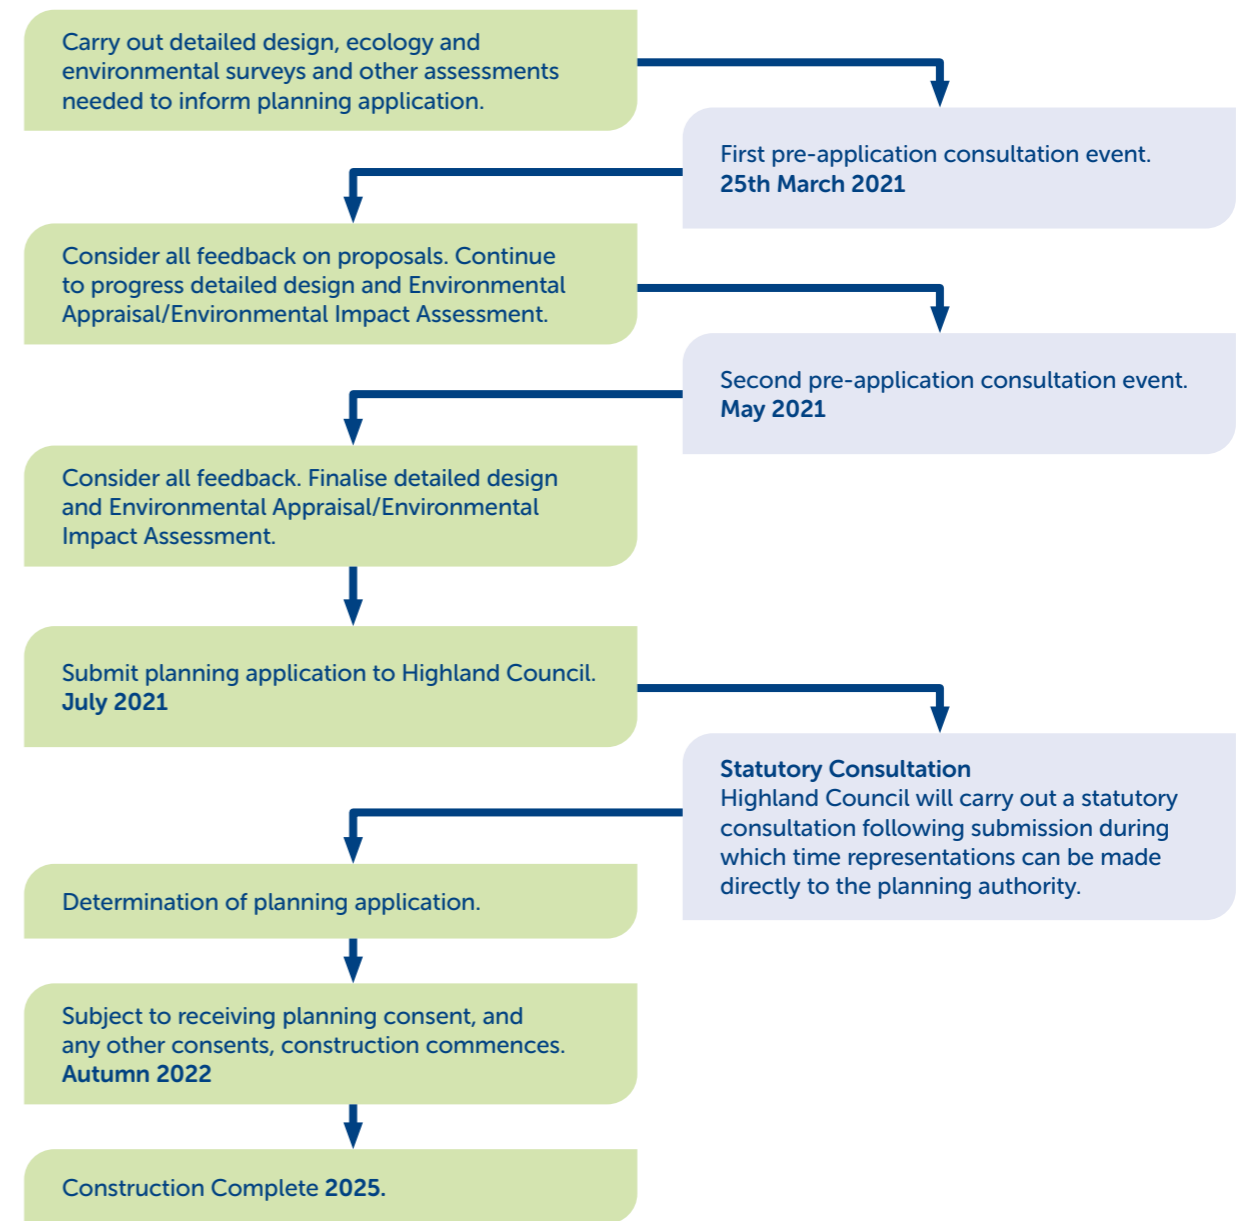 Carry out detailed design, ecology and
environmental surveys and other assessments
needed to inform planning application.
First pre-application consultation event.
25th March 2021
Consider all feedback on proposals. Continue
to progress detailed design and Environmental
Appraisal/Environmental Impact Assessment.
Second pre-application consultation event.
May 2021
Consider all feedback. Finalise detailed design
and Environmental Appraisal/Environmental
Impact Assessment.
Submit planning application to Highland Council.
July 2021
Statutory Consultation
Highland Council will carry out a statutory
consultation following submission during
which time representations can be made
directly to the planning authority.
Determination of planning application.
Subject to receiving planning consent, and
any other consents, construction commences.
Autumn 2022
Construction Complete 2025.